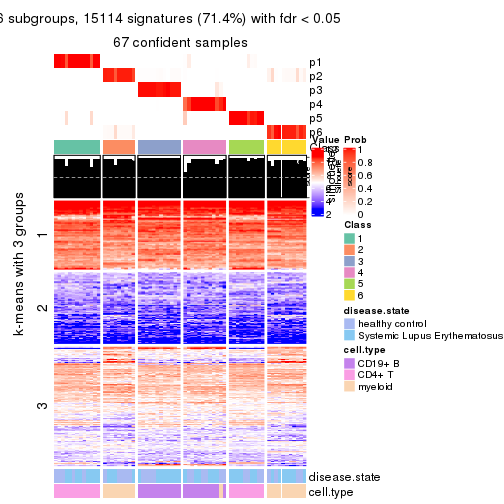 6 subgroups, 15114 signatures (71.4%) with fdr < 0.05
67 confident samples
p1
p2
p3
p4
p5
p6
k-means with 3 groups
1
2
3
Value
2
Prob
1
0.8
0.6
0.4
0.2
0
Class
1
2
3
4
5
6
disease.state
healthy control
Systemic Lupus Erythematosus
cell.type
CD19+ B
CD4+ T
myeloid
disease.state
cell.type